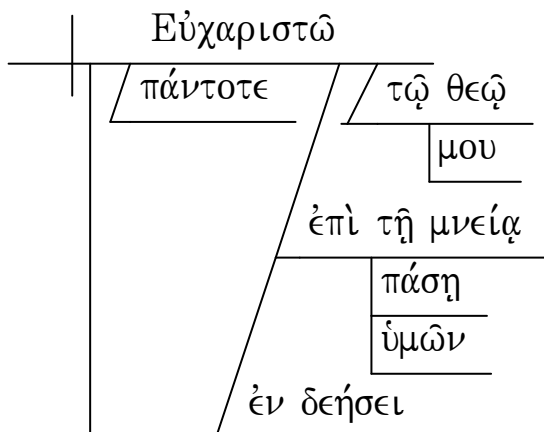 Εὐχαριστῶ
πάντοτε
τῷ θεῷ
μου
ἐπὶ τῇ μνείᾳ
πάσῃ
ὑμῶν
ἐν δεήσει